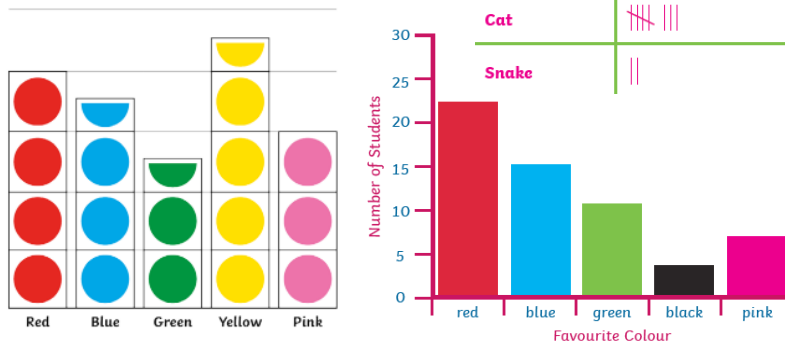 Red Blue Green Yellow Pink
Cat
Snake
Number of Students
30
25
20
15
10
5
0
red blue green black pink
Favourite Colour